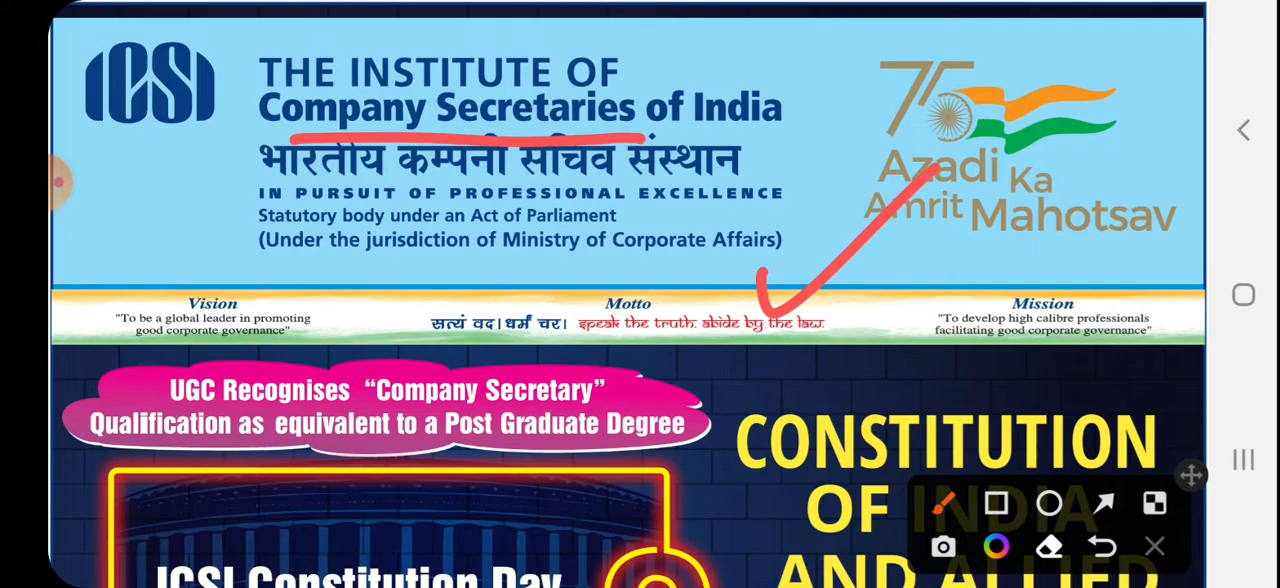 ICSI
THE INSTITUTE OF
Company Secretaries of India
भारतीय कम्पनी सचिव संस्थान
IN PURSUIT OF PROFESSIONAL EXCELLENCE
Statutory body under an Act of Parliament
(Under the jurisdiction of Ministry of Corporate Affairs)
75
Azadi Ka
Amrit Mahotsav
Vision
"To be a global leader in promoting
good corporate governance"
Motto
सत्यं वद। धर्मं चर। speak the truth. abide by the law.
Mission
"To develop high calibre professionals
facilitating good corporate governance"
UGC Recognises "Company Secretary"
Qualification as equivalent to a Post Graduate Degree
CONSTITUTION
OF INDIA
AND ALLIED
ICSI Constitution Day